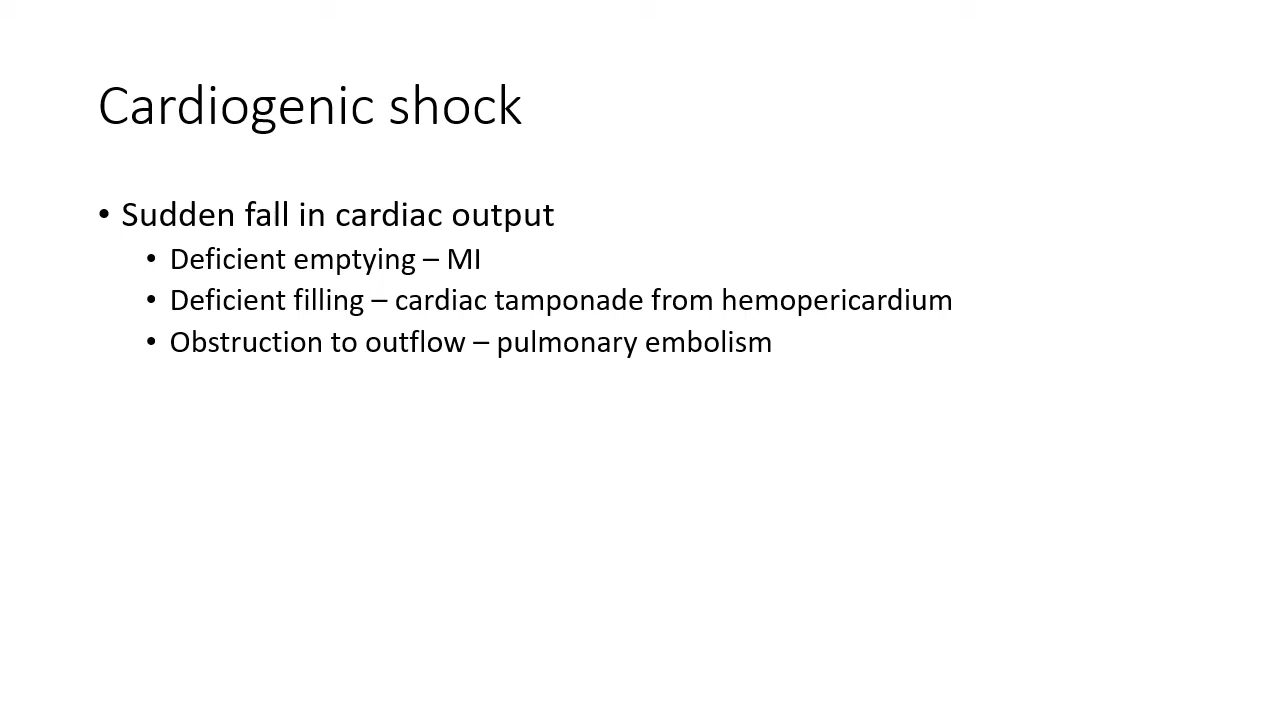 Cardiogenic shock
• Sudden fall in cardiac output
• Deficient emptying – MI
• Deficient filling – cardiac tamponade from hemopericardium
• Obstruction to outflow – pulmonary embolism